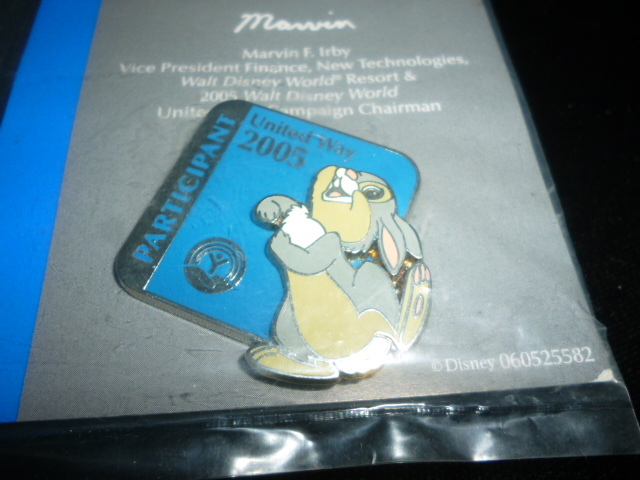 Marvin
Marvin F. Irby
Vice President Finance, New Technologies,
Walt Disney World® Resort &
2005 Walt Disney World
United Campaign Chairman
PARTICIPANT
United Way
2005
©Disney 060525582